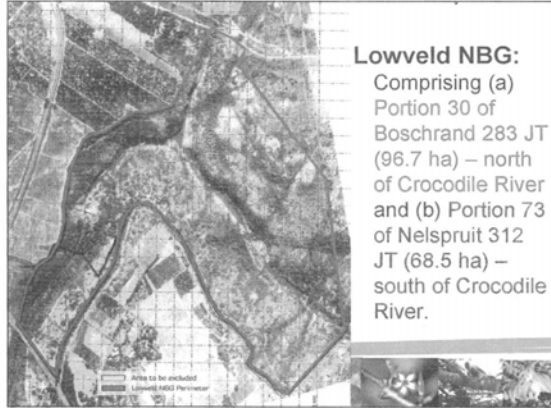 Lowveld NBG:
Comprising (a)
Portion 30 of
Boschrand 283 JT
(96.7 ha) – north
of Crocodile River
and (b) Portion 73
of Nelspruit 312
JT (68.5 ha) –
south of Crocodile
River.
Area to be excluded
Lowveld NBG Perimeter